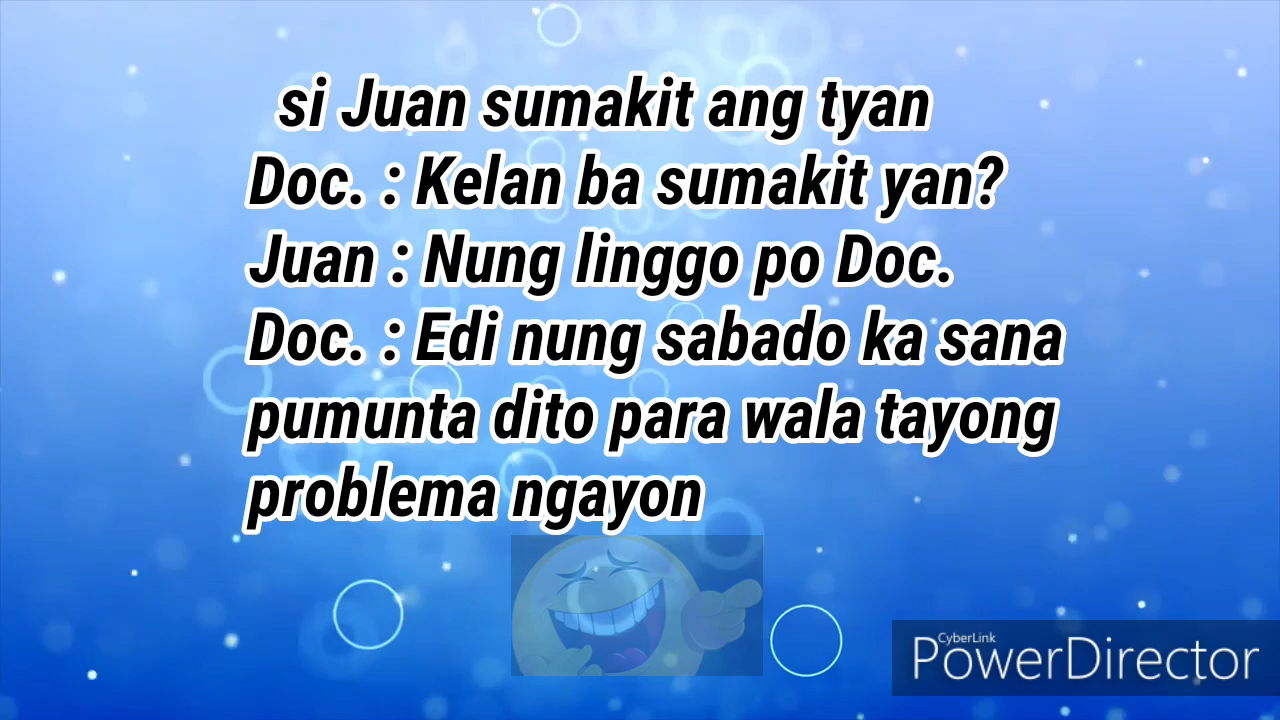 si Juan sumakit ang tyan
Doc. : Kelan ba sumakit yan?
Juan : Nung linggo po Doc.
Doc. : Edi nung sabado ka sana
pumunta dito para wala tayong
problema ngayon
CyberLink
PowerDirector